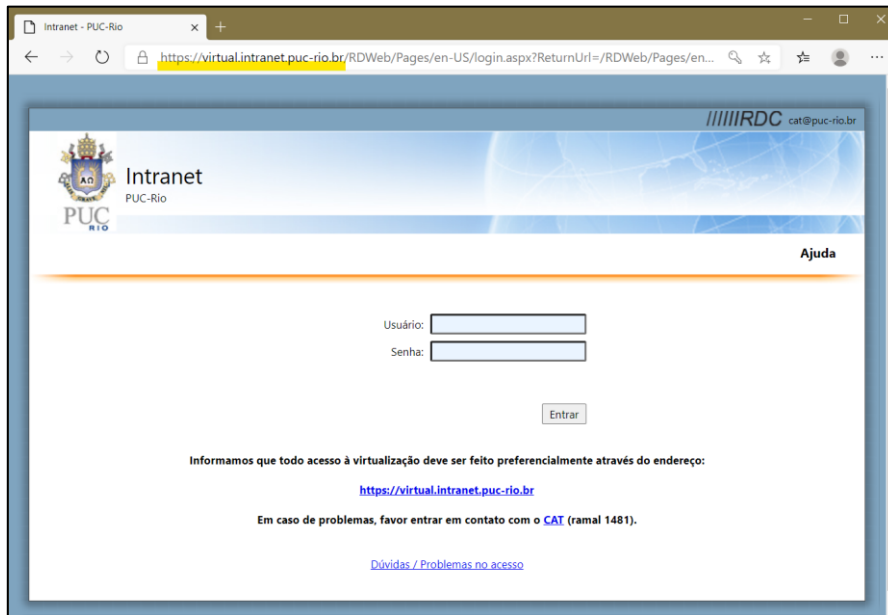 Intranet - PUC-Rio
https://virtual.intranet.puc-rio.br/RDWeb/Pages/en-US/login.aspx?ReturnUrl=/RDWeb/Pages/en...
//////RDC cat@puc-rio.br
Intranet
PUC-Rio
ΑΩ
PUC
RIO
Ajuda
Usuário:
Senha:
Entrar
Informamos que todo acesso à virtualização deve ser feito preferencialmente através do endereço:
https://virtual.intranet.puc-rio.br
Em caso de problemas, favor entrar em contato com o CAT (ramal 1481).
Dúvidas / Problemas no acesso